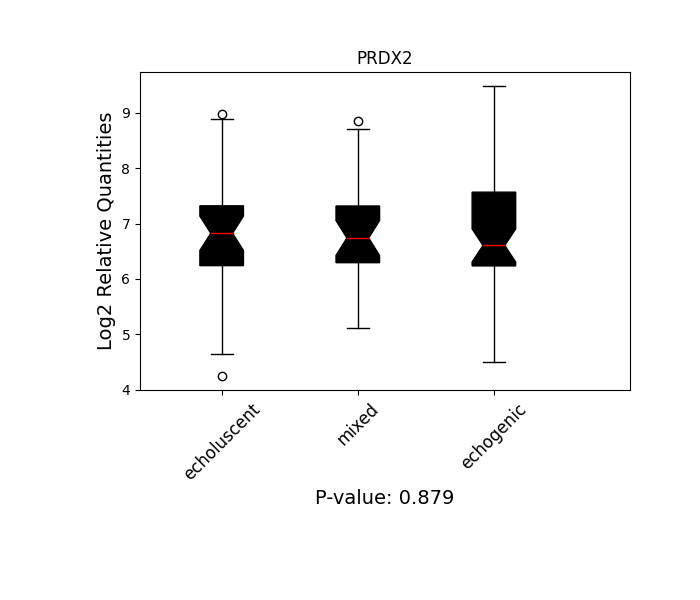 PRDX2
Log2 Relative Quantities
9
8
7
6
5
4
echoluscent
mixed
echogenic
P-value: 0.879